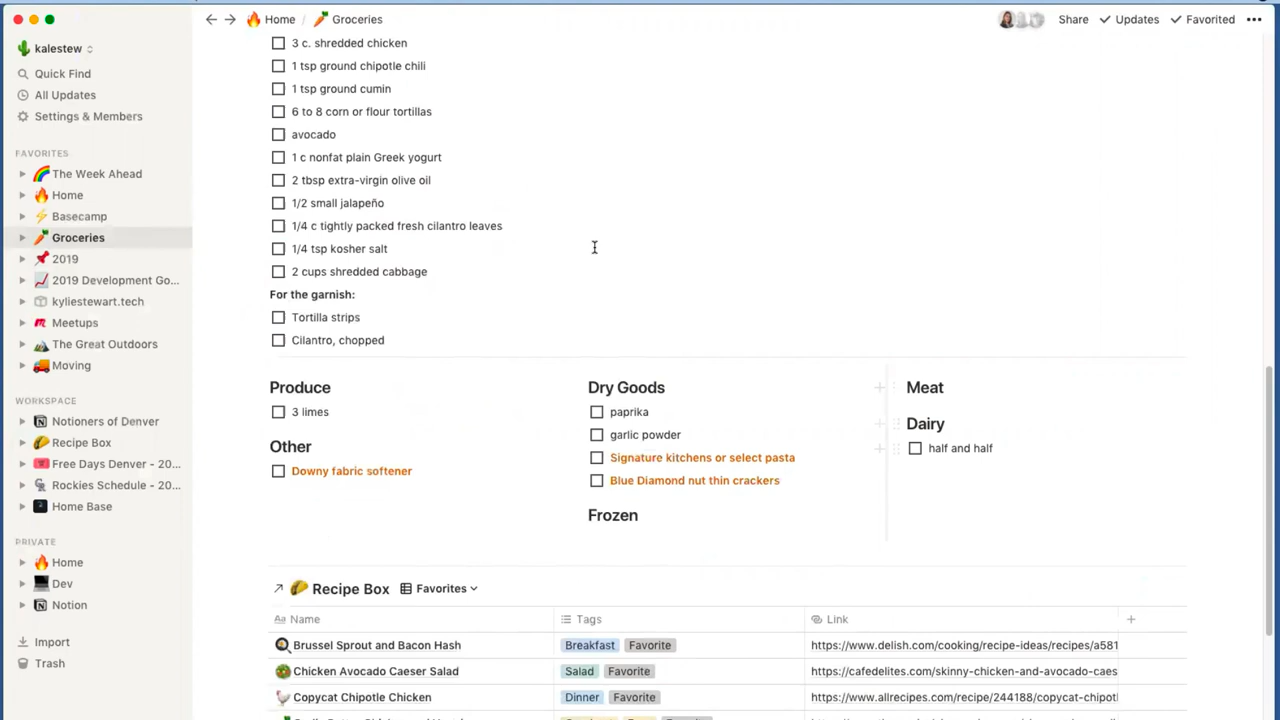 Home / Groceries
Share Updates Favorited
kalestew
Quick Find
All Updates
Settings & Members
FAVORITES
The Week Ahead
Home
Basecamp
Groceries
2019
2019 Development Go...
kyliestewart.tech
Meetups
The Great Outdoors
Moving
WORKSPACE
Notioners of Denver
Recipe Box
Free Days Denver - 20...
Rockies Schedule - 20...
Home Base
PRIVATE
Home
Dev
Notion
Import
Trash
3 c. shredded chicken
1 tsp ground chipotle chili
1 tsp ground cumin
6 to 8 corn or flour tortillas
avocado
1 c nonfat plain Greek yogurt
2 tbsp extra-virgin olive oil
1/2 small jalapeño
1/4 c tightly packed fresh cilantro leaves
1/4 tsp kosher salt
2 cups shredded cabbage
For the garnish:
Tortilla strips
Cilantro, chopped
Produce
3 limes
Other
Downy fabric softener
Dry Goods
paprika
garlic powder
Signature kitchens or select pasta
Blue Diamond nut thin crackers
Frozen
Meat
Dairy
half and half
Recipe Box Favorites
Aa Name Tags Link
Brussel Sprout and Bacon Hash Breakfast Favorite https://www.delish.com/cooking/recipe-ideas/recipes/a581
Chicken Avocado Caeser Salad Salad Favorite https://cafedelites.com/skinny-chicken-and-avocado-caes
Copycat Chipotle Chicken Dinner Favorite https://www.allrecipes.com/recipe/244188/copycat-chipotl